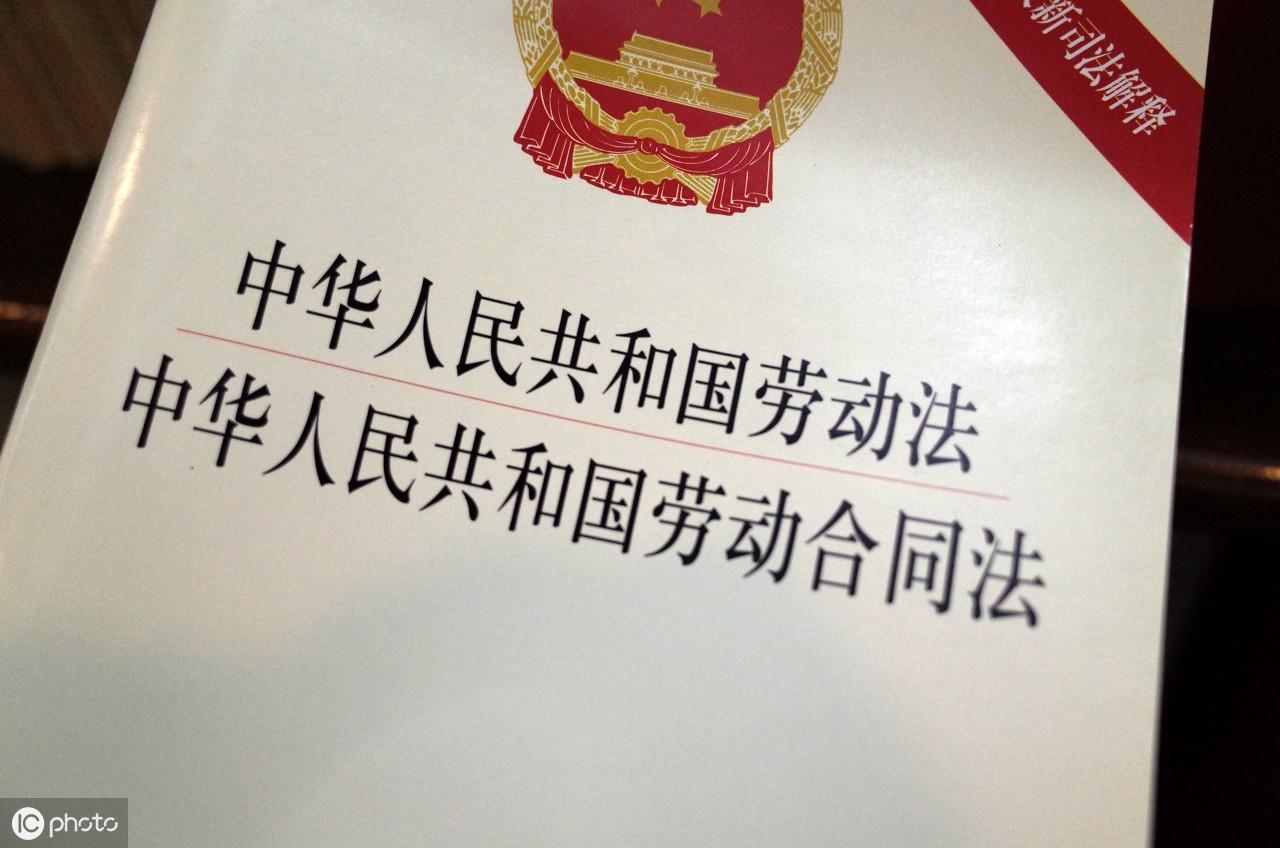 新司法解释
中华人民共和国劳动法
中华人民共和国劳动合同法
IC photo